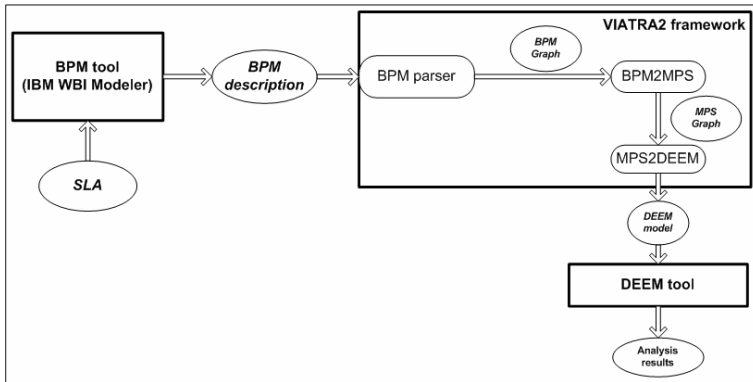 VIATRA2 framework
BPM tool
(IBM WBI Modeler)
BPM
description
BPM parser
BPM
Graph
BPM2MPS
MPS
Graph
MPS2DEEM
SLA
DEEM
model
DEEM tool
Analysis
results